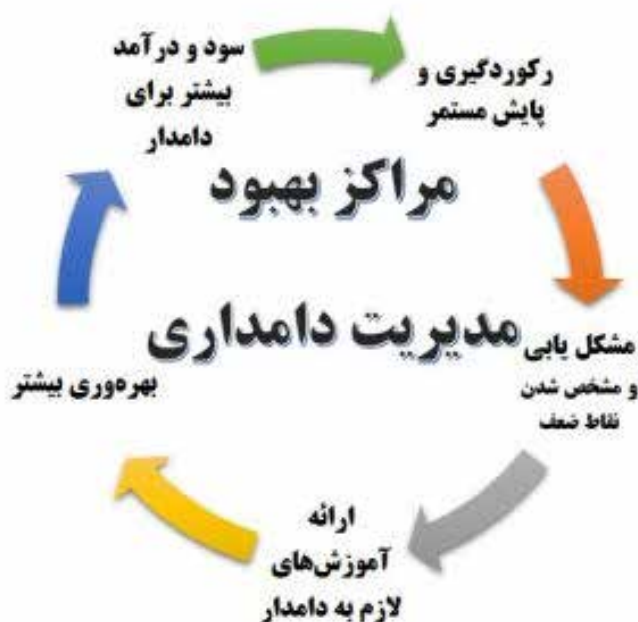 سود و درآمد
بیشتر برای
دامدار
رکوردگیری و
پایش مستمر
مراکز بهبود
مدیریت دامداری
مشکل یابی
و مشخص شدن
نقاط ضعف
ارائه
آموزش‌های
لازم به دامدار
بهره‌وری بیشتر